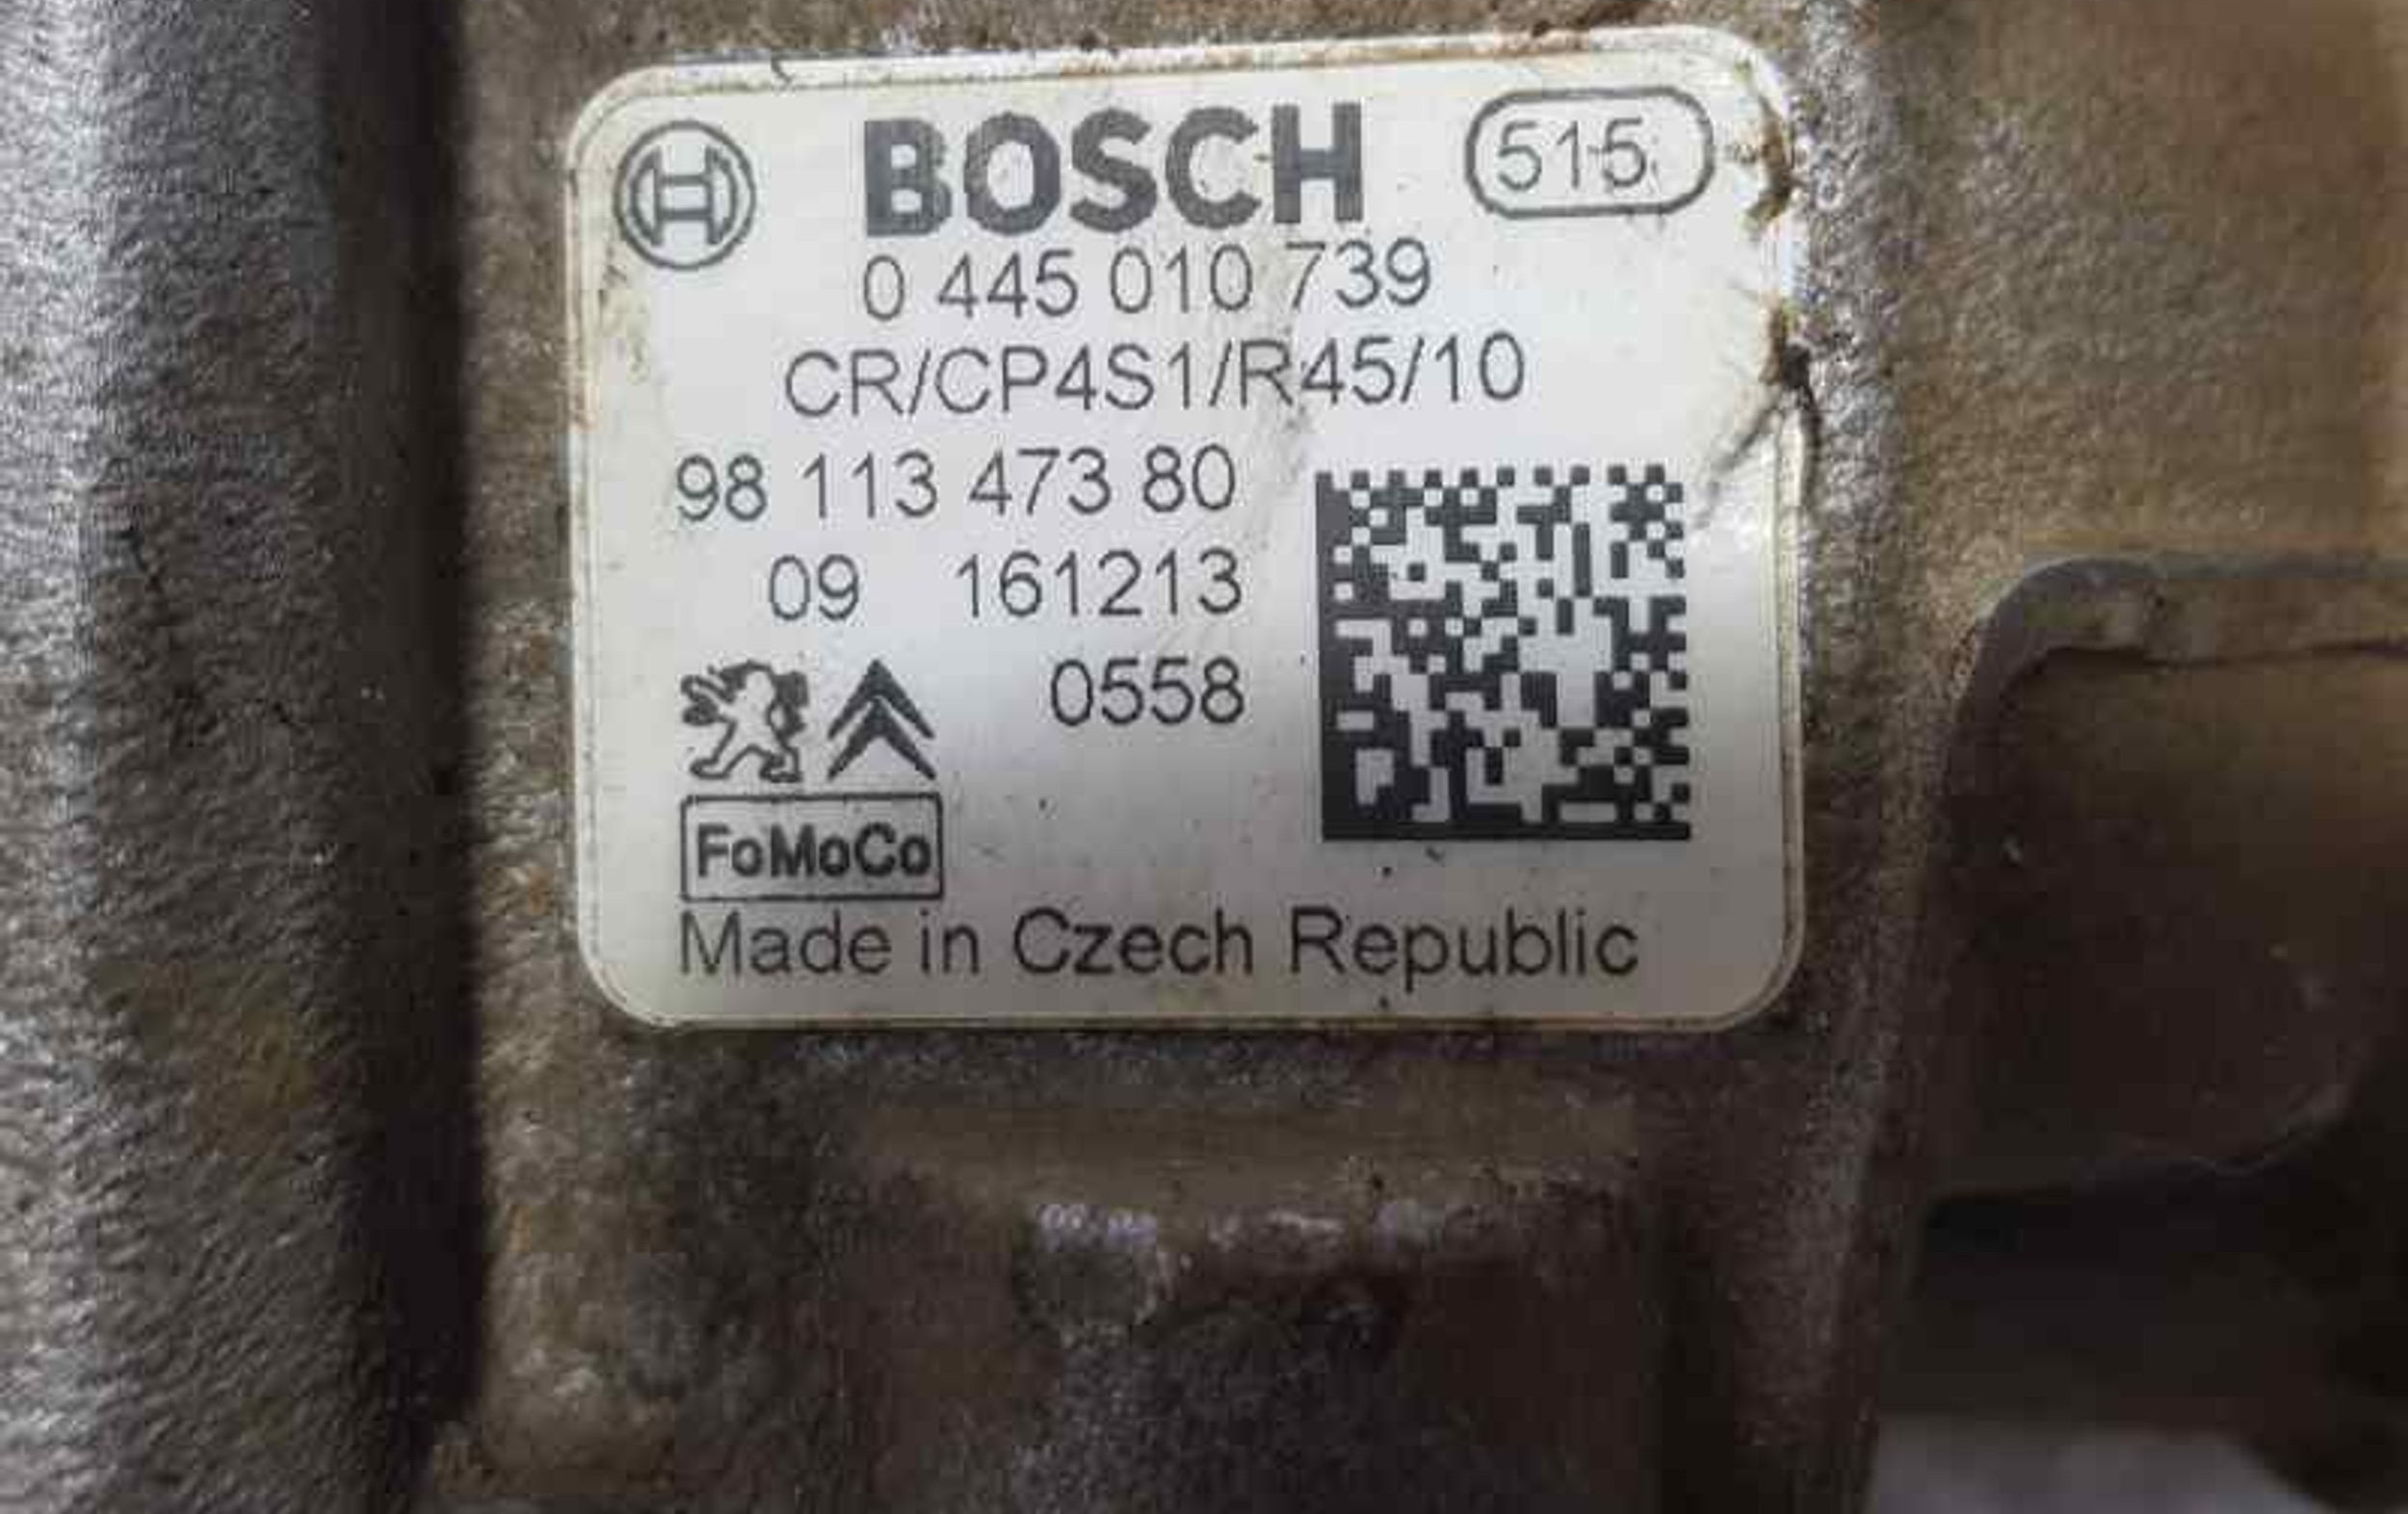 BOSCH 515
0 445 010 739
CR/CP4S1/R45/10
98 113 473 80
09 161213
0558
FoMoCo
Made in Czech Republic